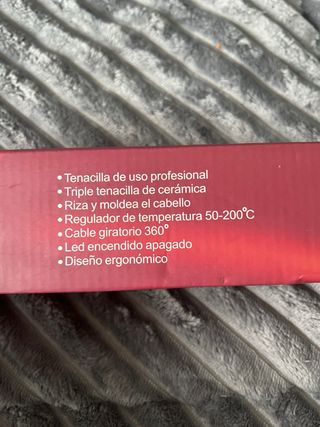 • Tenacilla de uso profesional
• Triple tenacilla de cerámica
• Riza y moldea el cabello
• Regulador de temperatura 50-200°C
• Cable giratorio 360°
• Led encendido apagado
• Diseño ergonómico